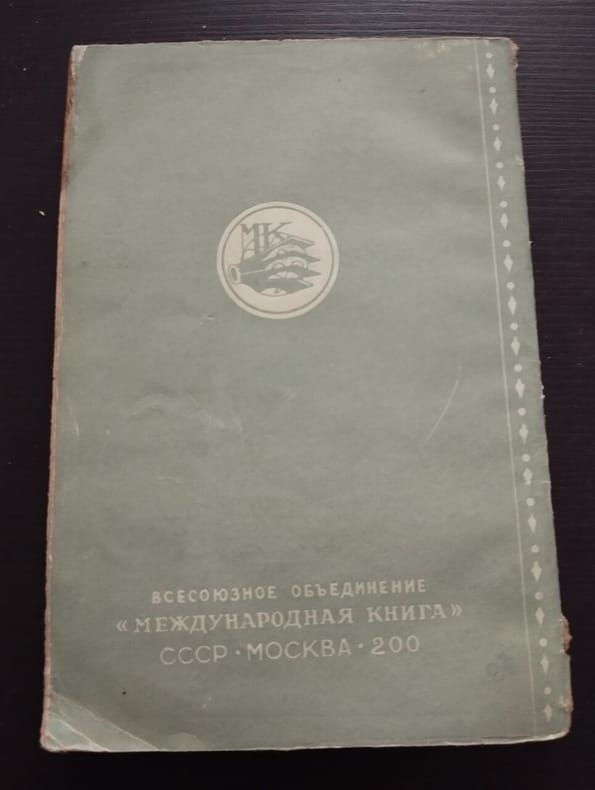 МК
ВСЕСОЮЗНОЕ ОБЪЕДИНЕНИЕ
«МЕЖДУНАРОДНАЯ КНИГА»
СССР · МОСКВА · 200